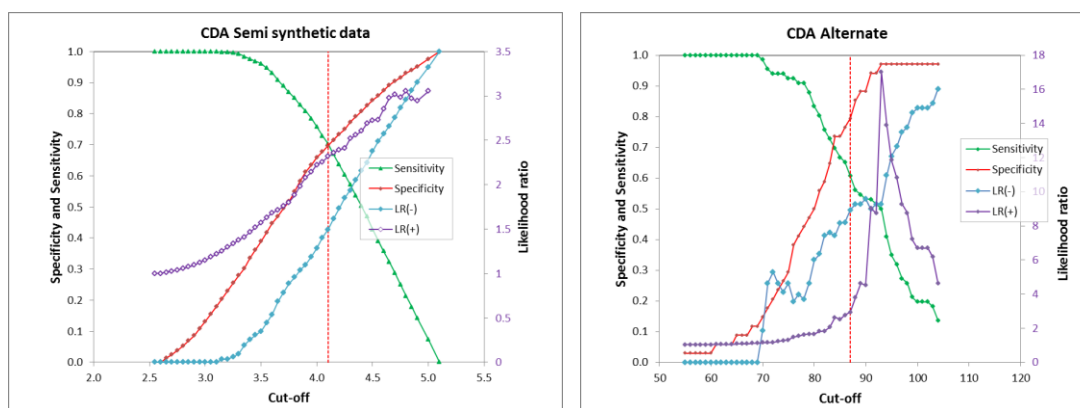 CDA Semi synthetic data
1.0
0.9
0.8
0.7
0.6
0.5
0.4
0.3
0.2
0.1
0.0
Specificity and Sensitivity
3.5
3
2.5
2
1.5
1
0.5
0
Likelihood ratio
Sensitivity
Specificity
LR(-)
LR(+)
2.0 2.5 3.0 3.5 4.0 4.5 5.0 5.5
Cut-off
CDA Alternate
1.0
0.9
0.8
0.7
0.6
0.5
0.4
0.3
0.2
0.1
0.0
Specificity and Sensitivity
18
16
14
12
10
8
6
4
2
0
Likelihood ratio
Sensitivity
Specificity
LR(-)
LR(+)
50 60 70 80 90 100 110 120
Cut-off